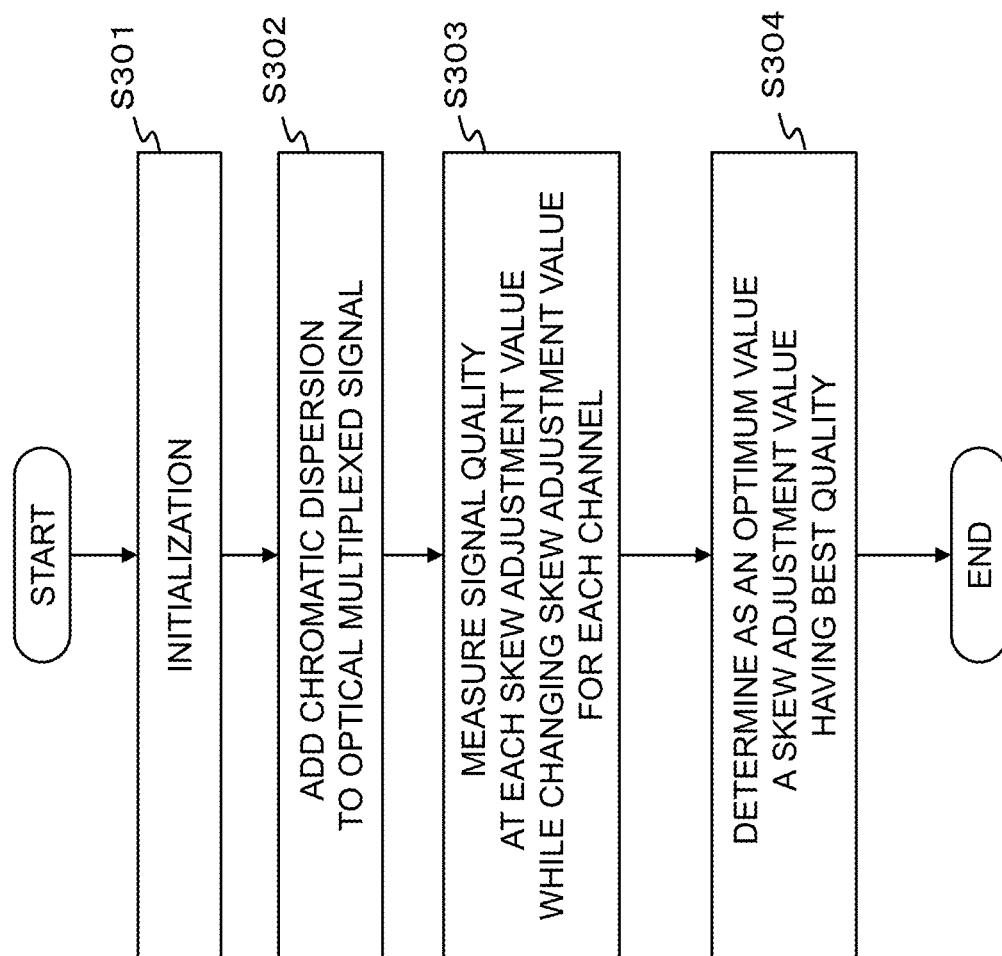 START
S301
INITIALIZATION
S302
ADD CHROMATIC DISPERSION
TO OPTICAL MULTIPLEXED SIGNAL
S303
MEASURE SIGNAL QUALITY
AT EACH SKEW ADJUSTMENT VALUE
WHILE CHANGING SKEW ADJUSTMENT VALUE
FOR EACH CHANNEL
S304
DETERMINE AS AN OPTIMUM VALUE
A SKEW ADJUSTMENT VALUE
HAVING BEST QUALITY
END